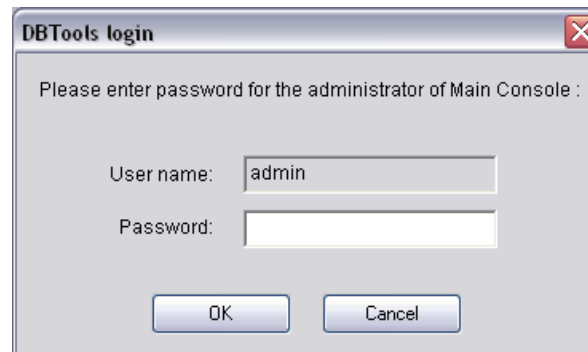 DBTools login
Please enter password for the administrator of Main Console :
User name: admin
Password:
OK Cancel